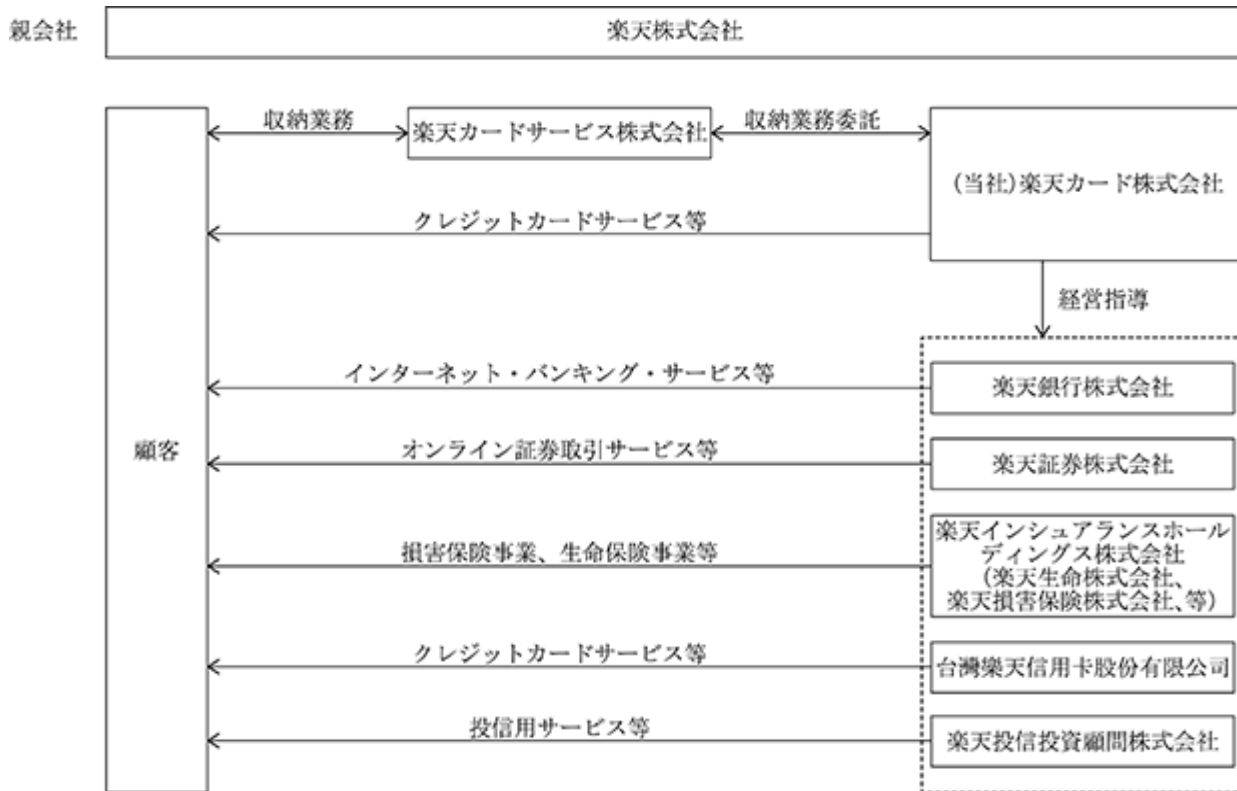 親会社
楽天株式会社
収納業務
楽天カードサービス株式会社
収納業務委託
(当社)楽天カード株式会社
クレジットカードサービス等
経営指導
インターネット・バンキング・サービス等
楽天銀行株式会社
顧客
オンライン証券取引サービス等
楽天証券株式会社
損害保険事業、生命保険事業等
楽天インシュアランスホール
ディングス株式会社
(楽天生命株式会社、
楽天損害保険株式会社、等)
クレジットカードサービス等
台灣樂天信用卡股份有限公司
投信用サービス等
楽天投信投資顧問株式会社